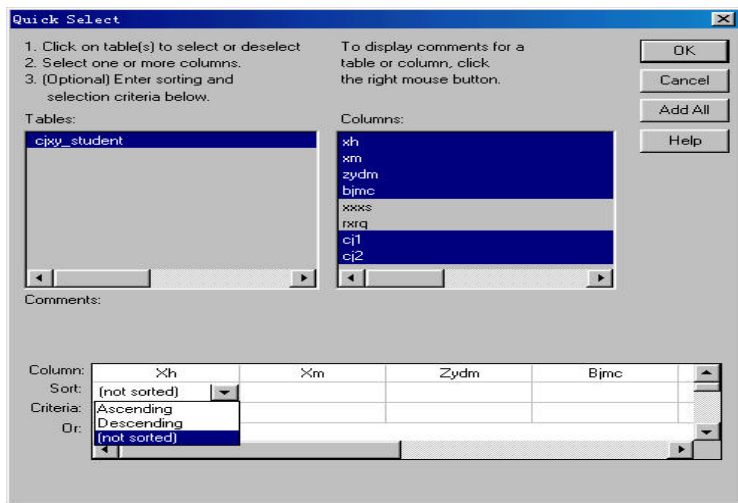 Quick Select
1. Click on table(s) to select or deselect
2. Select one or more columns.
3. (Optional) Enter sorting and
selection criteria below.
To display comments for a
table or column, click
the right mouse button.
OK
Cancel
Add All
Help
Tables:
cjxy_student
Columns:
xh
xm
zydm
bjmc
xxxs
rxrq
cj1
cj2
Comments:
Column: Xh Xm Zydm Bjmc
Sort: (not sorted)
Criteria: Ascending
Descending
Or: (not sorted)